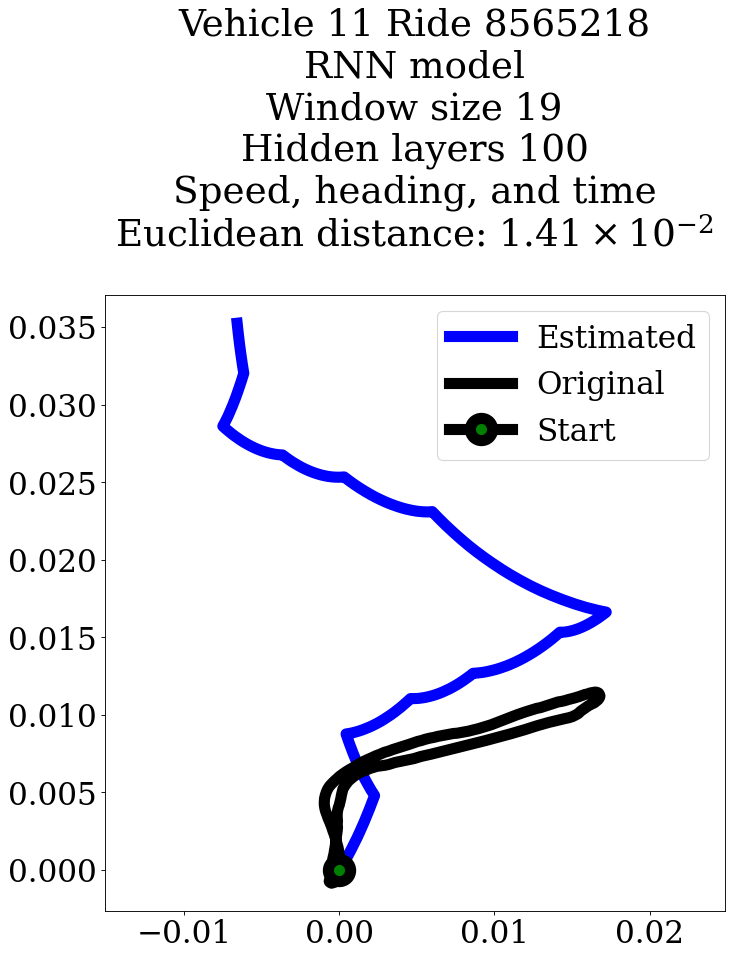 Vehicle 11 Ride 8565218
RNN model
Window size 19
Hidden layers 100
Speed, heading, and time
Euclidean distance: 1.41 × 10⁻²
Estimated
Original
Start
0.035
0.030
0.025
0.020
0.015
0.010
0.005
0.000
−0.01 0.00 0.01 0.02